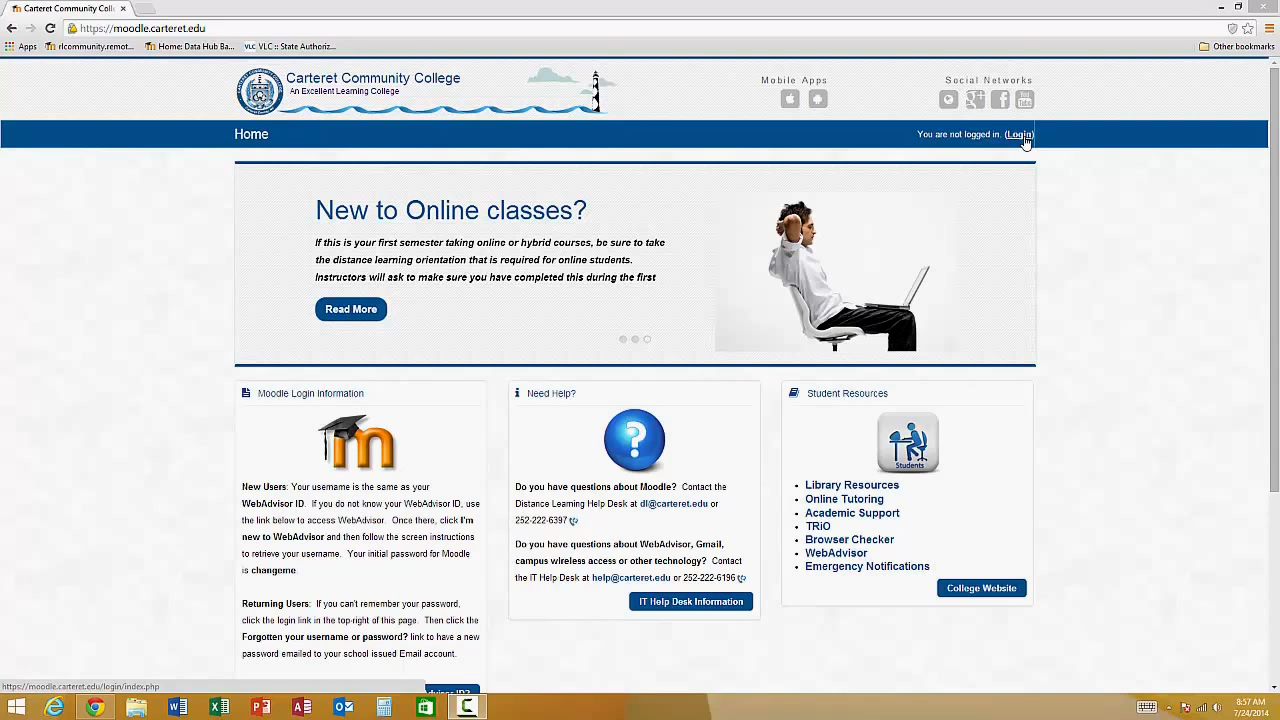 Carteret Community Coll
https://moodle.carteret.edu
Apps
rlcommunity.remot...
Home: Data Hub Ba...
VLC :: State Authoriz...
Other bookmarks
Carteret Community College
An Excellent Learning College
Mobile Apps
Social Networks
Home
You are not logged in. (Login)
New to Online classes?
If this is your first semester taking online or hybrid courses, be sure to take
the distance learning orientation that is required for online students.
Instructors will ask to make sure you have completed this during the first
Read More
Moodle Login Information
New Users: Your username is the same as your
WebAdvisor ID. If you do not know your WebAdvisor ID, use
the link below to access WebAdvisor. Once there, click I'm
new to WebAdvisor and then follow the screen instructions
to retrieve your username. Your initial password for Moodle
is changeme.
Returning Users: If you can't remember your password,
click the login link in the top-right of this page. Then click the
Forgotten your username or password? link to have a new
password emailed to your school issued Email account.
Need Help?
Do you have questions about Moodle? Contact the
Distance Learning Help Desk at dl@carteret.edu or
252-222-6397
Do you have questions about WebAdvisor, Gmail,
campus wireless access or other technology? Contact
the IT Help Desk at help@carteret.edu or 252-222-6196
IT Help Desk Information
Student Resources
Students
Library Resources
Online Tutoring
Academic Support
TRiO
Browser Checker
WebAdvisor
Emergency Notifications
College Website
https://moodle.carteret.edu/login/index.php
8:57 AM
7/24/2014